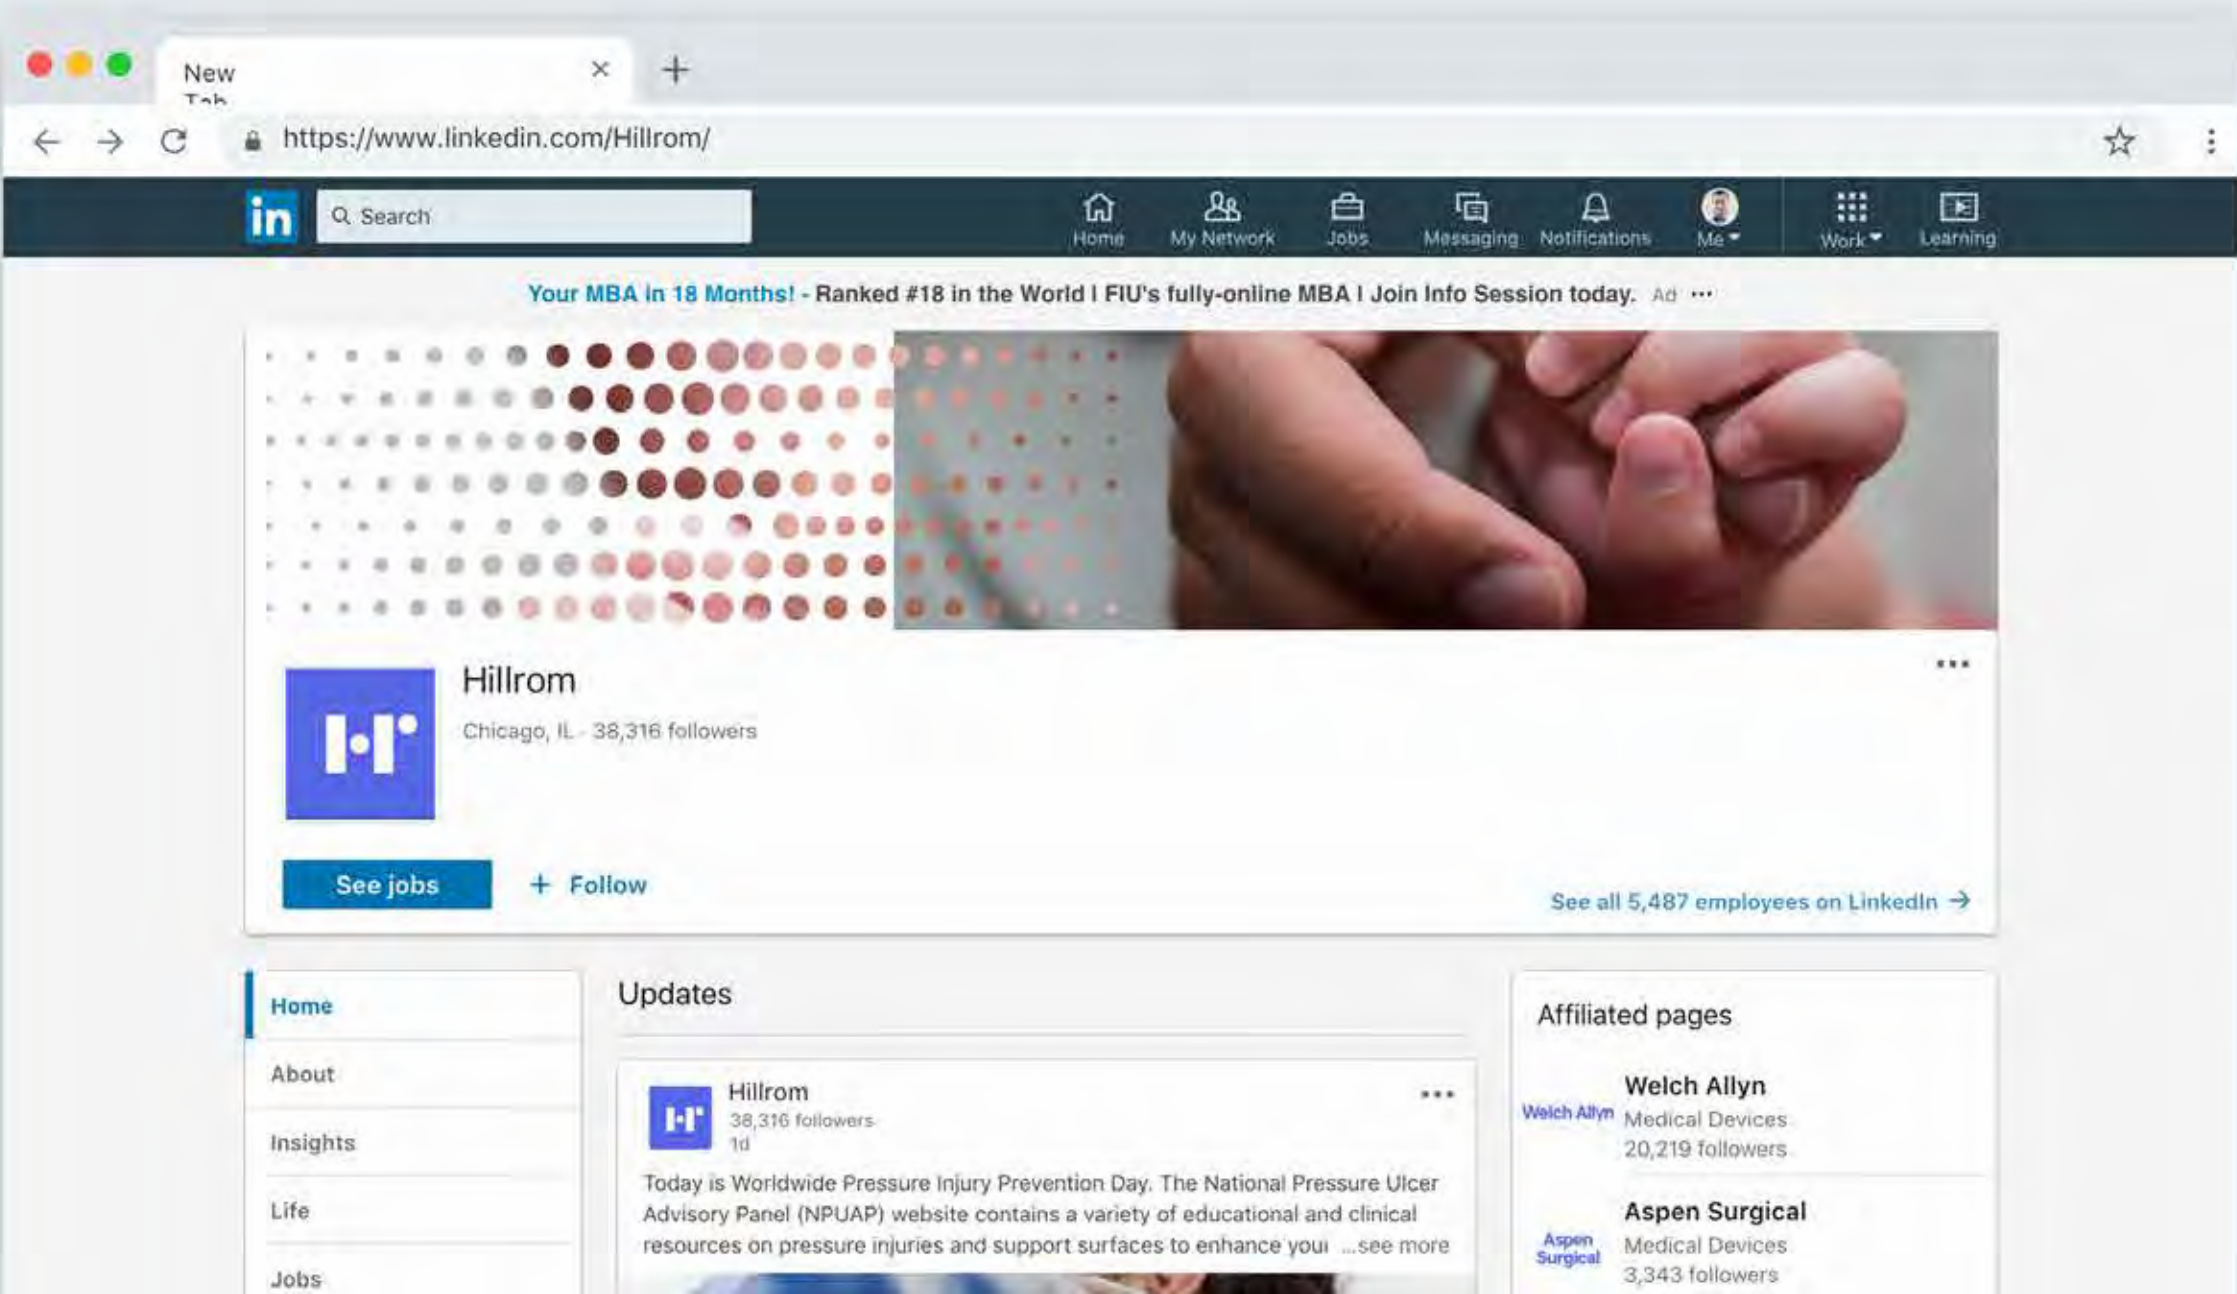 New
Tab
https://www.linkedin.com/Hillrom/
in
Search
Home
My Network
Jobs
Messaging
Notifications
Me
Work
Learning
Your MBA in 18 Months! - Ranked #18 in the World | FIU's fully-online MBA | Join Info Session today. Ad ···
Hillrom
Chicago, IL - 38,316 followers
See jobs
+ Follow
See all 5,487 employees on LinkedIn →
Home
About
Insights
Life
Jobs
Updates
Hillrom
38,316 followers
1d
Today is Worldwide Pressure Injury Prevention Day. The National Pressure Ulcer
Advisory Panel (NPUAP) website contains a variety of educational and clinical
resources on pressure injuries and support surfaces to enhance your ...see more
Affiliated pages
Welch Allyn
Welch Allyn
Medical Devices
20,219 followers
Aspen
Surgical
Aspen Surgical
Medical Devices
3,343 followers